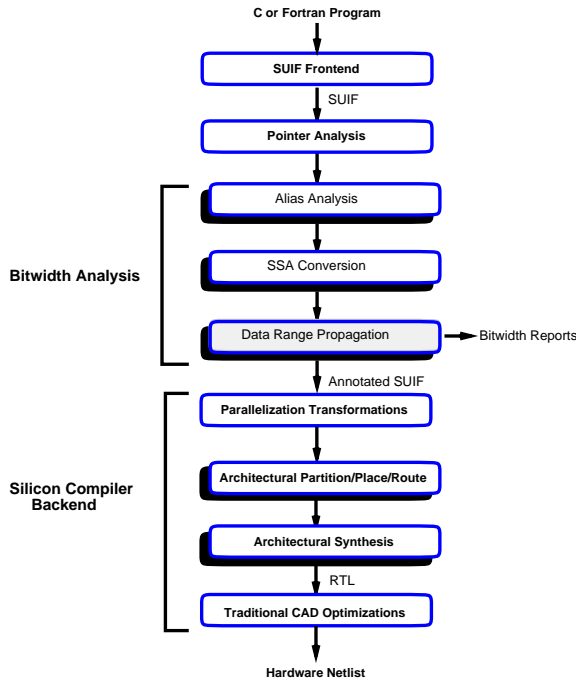 C or Fortran Program
SUIF Frontend
SUIF
Pointer Analysis
Alias Analysis
SSA Conversion
Bitwidth Analysis
Data Range Propagation
Bitwidth Reports
Annotated SUIF
Parallelization Transformations
Architectural Partition/Place/Route
Silicon Compiler
Backend
Architectural Synthesis
RTL
Traditional CAD Optimizations
Hardware Netlist